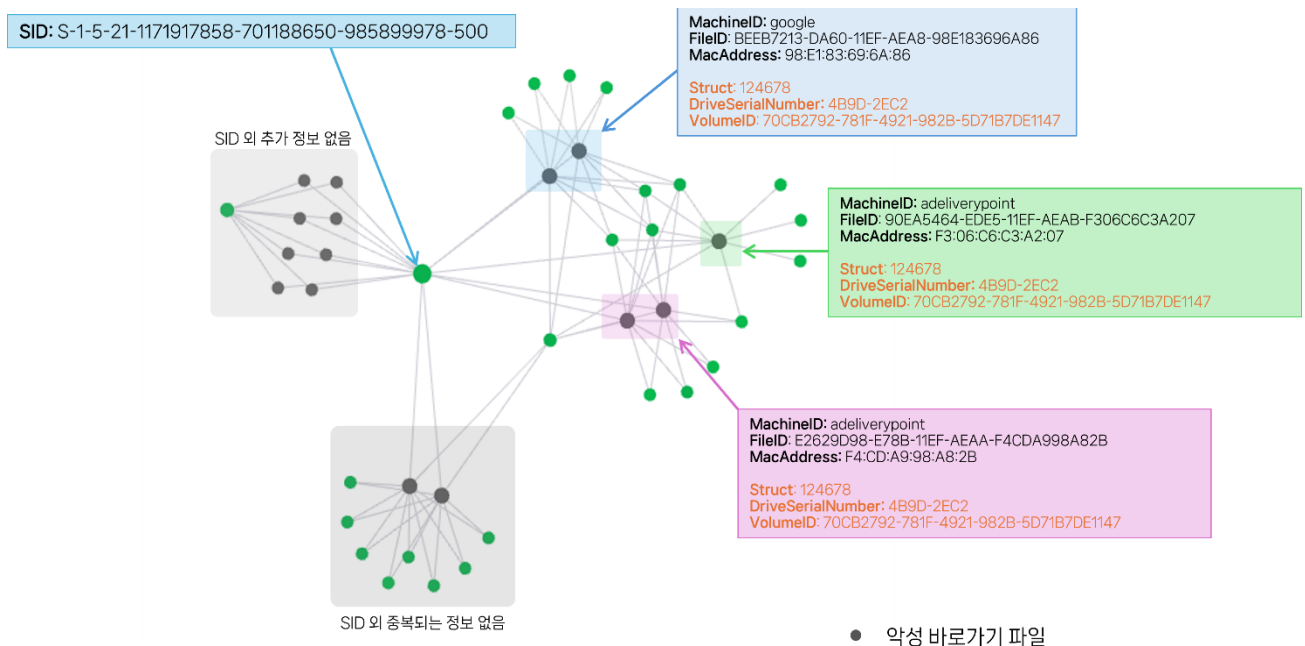 SID: S-1-5-21-1171917858-701188650-985899978-500
MachineID: google
FileID: BEEB7213-DA60-11EF-AEA8-98E183696A86
MacAddress: 98:E1:83:69:6A:86
Struct: 124678
DriveSerialNumber: 4B9D-2EC2
VolumeID: 70CB2792-781F-4921-982B-5D71B7DE1147
SID 외 추가 정보 없음
MachineID: adeliverypoint
FileID: 90EA5464-EDE5-11EF-AEAB-F306C6C3A207
MacAddress: F3:06:C6:C3:A2:07
Struct: 124678
DriveSerialNumber: 4B9D-2EC2
VolumeID: 70CB2792-781F-4921-982B-5D71B7DE1147
MachineID: adeliverypoint
FileID: E2629D98-E78B-11EF-AEAA-F4CDA998A82B
MacAddress: F4:CD:A9:98:A8:2B
Struct: 124678
DriveSerialNumber: 4B9D-2EC2
VolumeID: 70CB2792-781F-4921-982B-5D71B7DE1147
SID 외 중복되는 정보 없음
악성 바로가기 파일